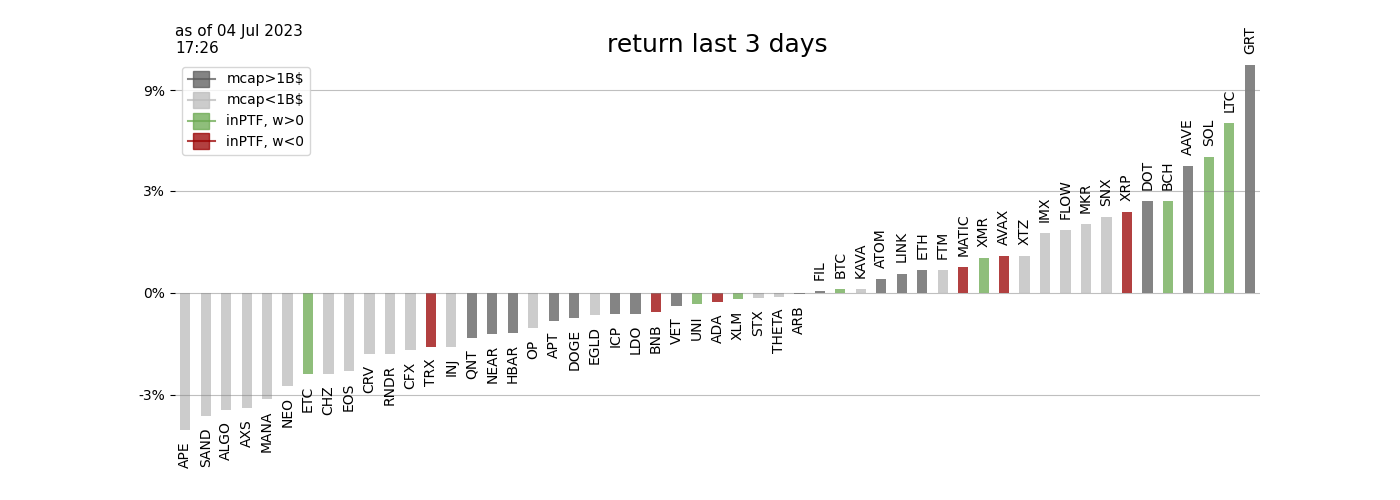 as of 04 Jul 2023
17:26
return last 3 days
mcap>1B$
mcap<1B$
inPTF, w>0
inPTF, w<0
9%
3%
0%
-3%
APE
SAND
ALGO
AXS
MANA
NEO
ETC
CHZ
EOS
CRV
RNDR
CFX
TRX
INJ
QNT
NEAR
HBAR
OP
APT
DOGE
EGLD
ICP
LDO
BNB
VET
UNI
ADA
XLM
STX
THETA
ARB
FIL
BTC
KAVA
ATOM
LINK
ETH
FTM
MATIC
XMR
AVAX
XTZ
IMX
FLOW
MKR
SNX
XRP
DOT
BCH
AAVE
SOL
LTC
GRT